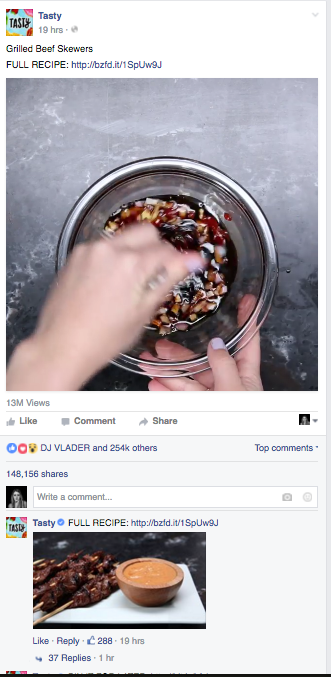 TASTY
Tasty
19 hrs ·
Grilled Beef Skewers
FULL RECIPE: http://bzfd.it/1SpUw9J
13M Views
Like Comment Share
DJ VLADER and 254k others Top comments
148,156 shares
Write a comment...
TASTY
Tasty FULL RECIPE: http://bzfd.it/1SpUw9J
Like · Reply · 288 · 19 hrs
37 Replies · 1 hr